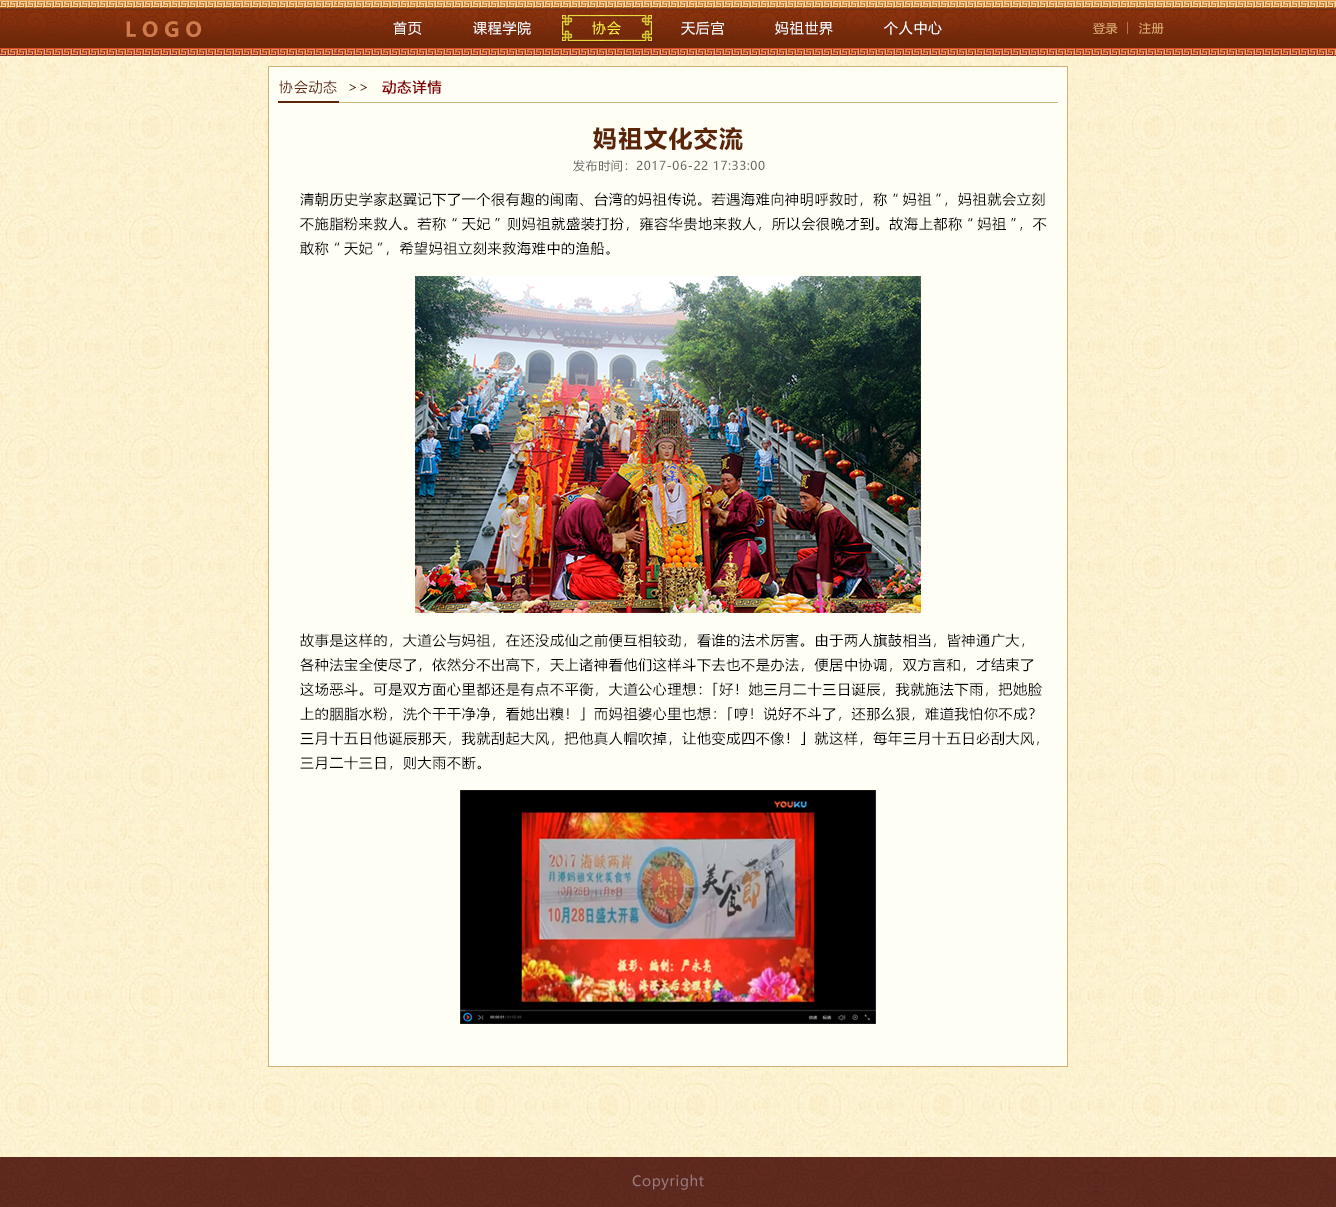 LOGO 首页 课程学院 协会 天后宫 妈祖世界 个人中心 登录 | 注册
协会动态 >> 动态详情
妈祖文化交流
发布时间：2017-06-22 17:33:00
清朝历史学家赵翼记下了一个很有趣的闽南、台湾的妈祖传说。若遇海难向神明呼救时，称“妈祖”，妈祖就会立刻
不施脂粉来救人。若称“天妃”则妈祖就盛装打扮，雍容华贵地来救人，所以会很晚才到。故海上都称“妈祖”，不
敢称“天妃”，希望妈祖立刻来救海难中的渔船。
故事是这样的，大道公与妈祖，在还没成仙之前便互相较劲，看谁的法术厉害。由于两人旗鼓相当，皆神通广大，
各种法宝全使尽了，依然分不出高下，天上诸神看他们这样斗下去也不是办法，便居中协调，双方言和，才结束了
这场恶斗。可是双方面心里都还是有点不平衡，大道公心理想：「好！她三月二十三日诞辰，我就施法下雨，把她脸
上的胭脂水粉，洗个干干净净，看她出糗！」而妈祖婆心里也想：「哼！说好不斗了，还那么狠，难道我怕你不成？
三月十五日他诞辰那天，我就刮起大风，把他真人帽吹掉，让他变成四不像！」就这样，每年三月十五日必刮大风，
三月二十三日，则大雨不断。
YOUKU
2017 海峡两岸
月港妈祖文化美食节
美食節
10月28日盛大开幕
摄影、编制：严永亮
海澄天后宫理事会
Copyright